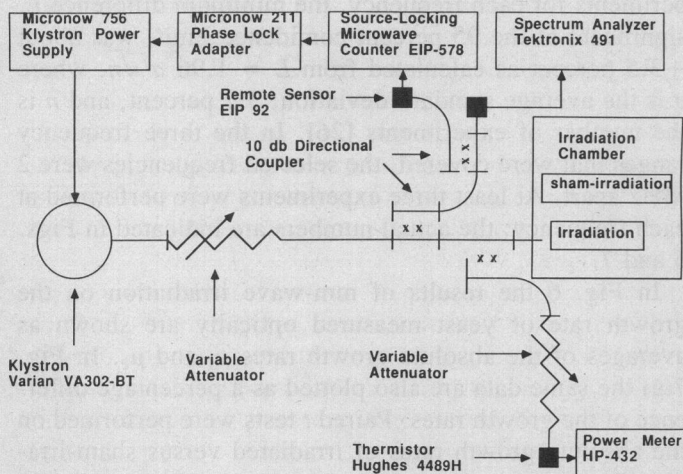 Micronow 756
Klystron Power
Supply
Micronow 211
Phase Lock
Adapter
Source-Locking
Microwave
Counter EIP-578
Spectrum Analyzer
Tektronix 491
Remote Sensor
EIP 92
10 db Directional
Coupler
x x
x x
x x
Irradiation
Chamber
sham-irradiation
Irradiation
Klystron
Varian VA302-BT
Variable
Attenuator
Variable
Attenuator
Thermistor
Hughes 4489H
Power Meter
HP-432